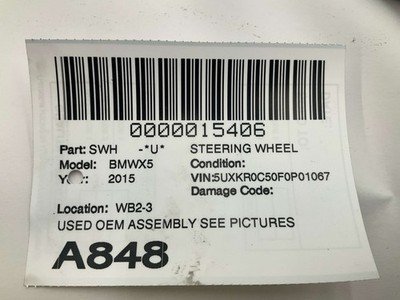 0000015406
Part: SWH -*U* STEERING WHEEL
Model: BMWX5 Condition:
Year: 2015 VIN:5UXKR0C50F0P01067
Damage Code:
Location: WB2-3
USED OEM ASSEMBLY SEE PICTURES
A848